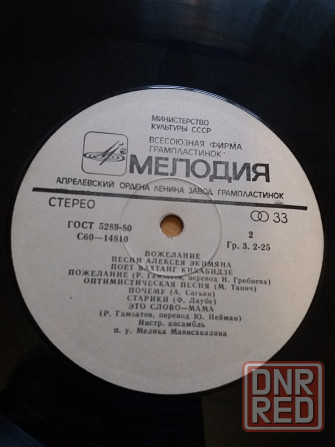 МИНИСТЕРСТВО
КУЛЬТУРЫ СССР
ВСЕСОЮЗНАЯ ФИРМА
ГРАМПЛАСТИНОК
МЕЛОДИЯ
АПРЕЛЕВСКИЙ ОРДЕНА ЛЕНИНА ЗАВОД ГРАМПЛАСТИНОК
СТЕРЕО
33
ГОСТ 5289-80
2
С60—14810
Гр. 3. 2-25
ПОЖЕЛАНИЕ
ПЕСНИ АЛЕКСЕЯ ЭКИМЯНА
ПОЕТ ВАХТАНГ КИКАБИДЗЕ
ПОЖЕЛАНИЕ (Р. Гамзатов, перевод Н. Гребнева)
ОПТИМИСТИЧЕСКАЯ ПЕСНЯ (М. Танич)
ПОЧЕМУ (А. Сагьян)
СТАРИКИ (Ф. Лаубе)
ЭТО СЛОВО—МАМА
(Р. Гамзатов, перевод Ю. Нейман)
Инстр. ансамбль
п. у. Мелика Мависакаляна
DNR
RED